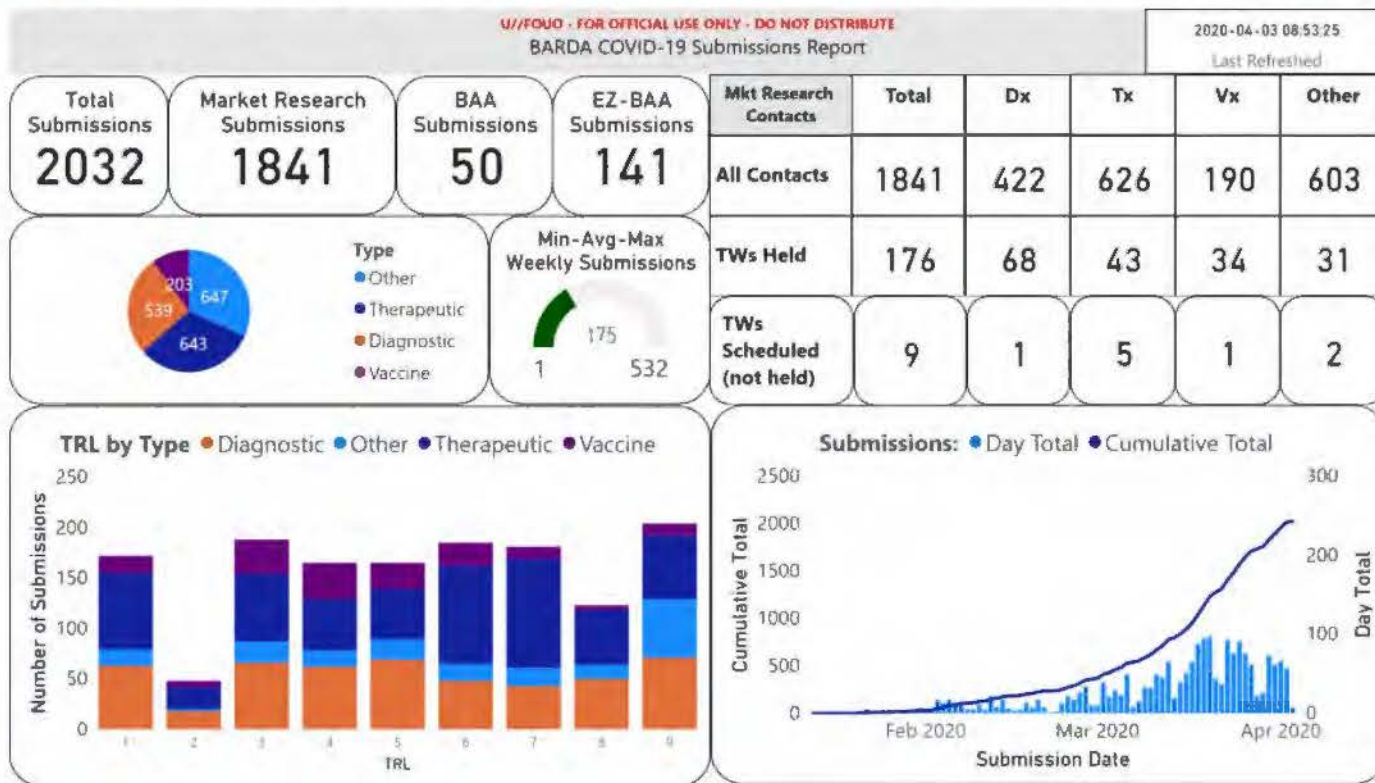 U//FOUO - FOR OFFICIAL USE ONLY - DO NOT DISTRIBUTE
BARDA COVID-19 Submissions Report
2020-04-03 08:53:25
Last Refreshed
Total
Submissions
2032
Market Research
Submissions
1841
BAA
Submissions
50
EZ-BAA
Submissions
141
Mkt Research
Contacts
Total
Dx
Tx
Vx
Other
All Contacts
1841
422
626
190
603
TWs Held
176
68
43
34
31
TWs
Scheduled
(not held)
9
1
5
1
2
203
647
539
643
Type
Other
Therapeutic
Diagnostic
Vaccine
Min-Avg-Max
Weekly Submissions
175
1
532
TRL by Type Diagnostic Other Therapeutic Vaccine
Number of Submissions
250
200
150
100
50
0
1 2 3 4 5 6 7 8 9
TRL
Submissions: Day Total Cumulative Total
Cumulative Total
2500
2000
1500
1000
500
0
300
200
100
0
Day Total
Feb 2020 Mar 2020 Apr 2020
Submission Date